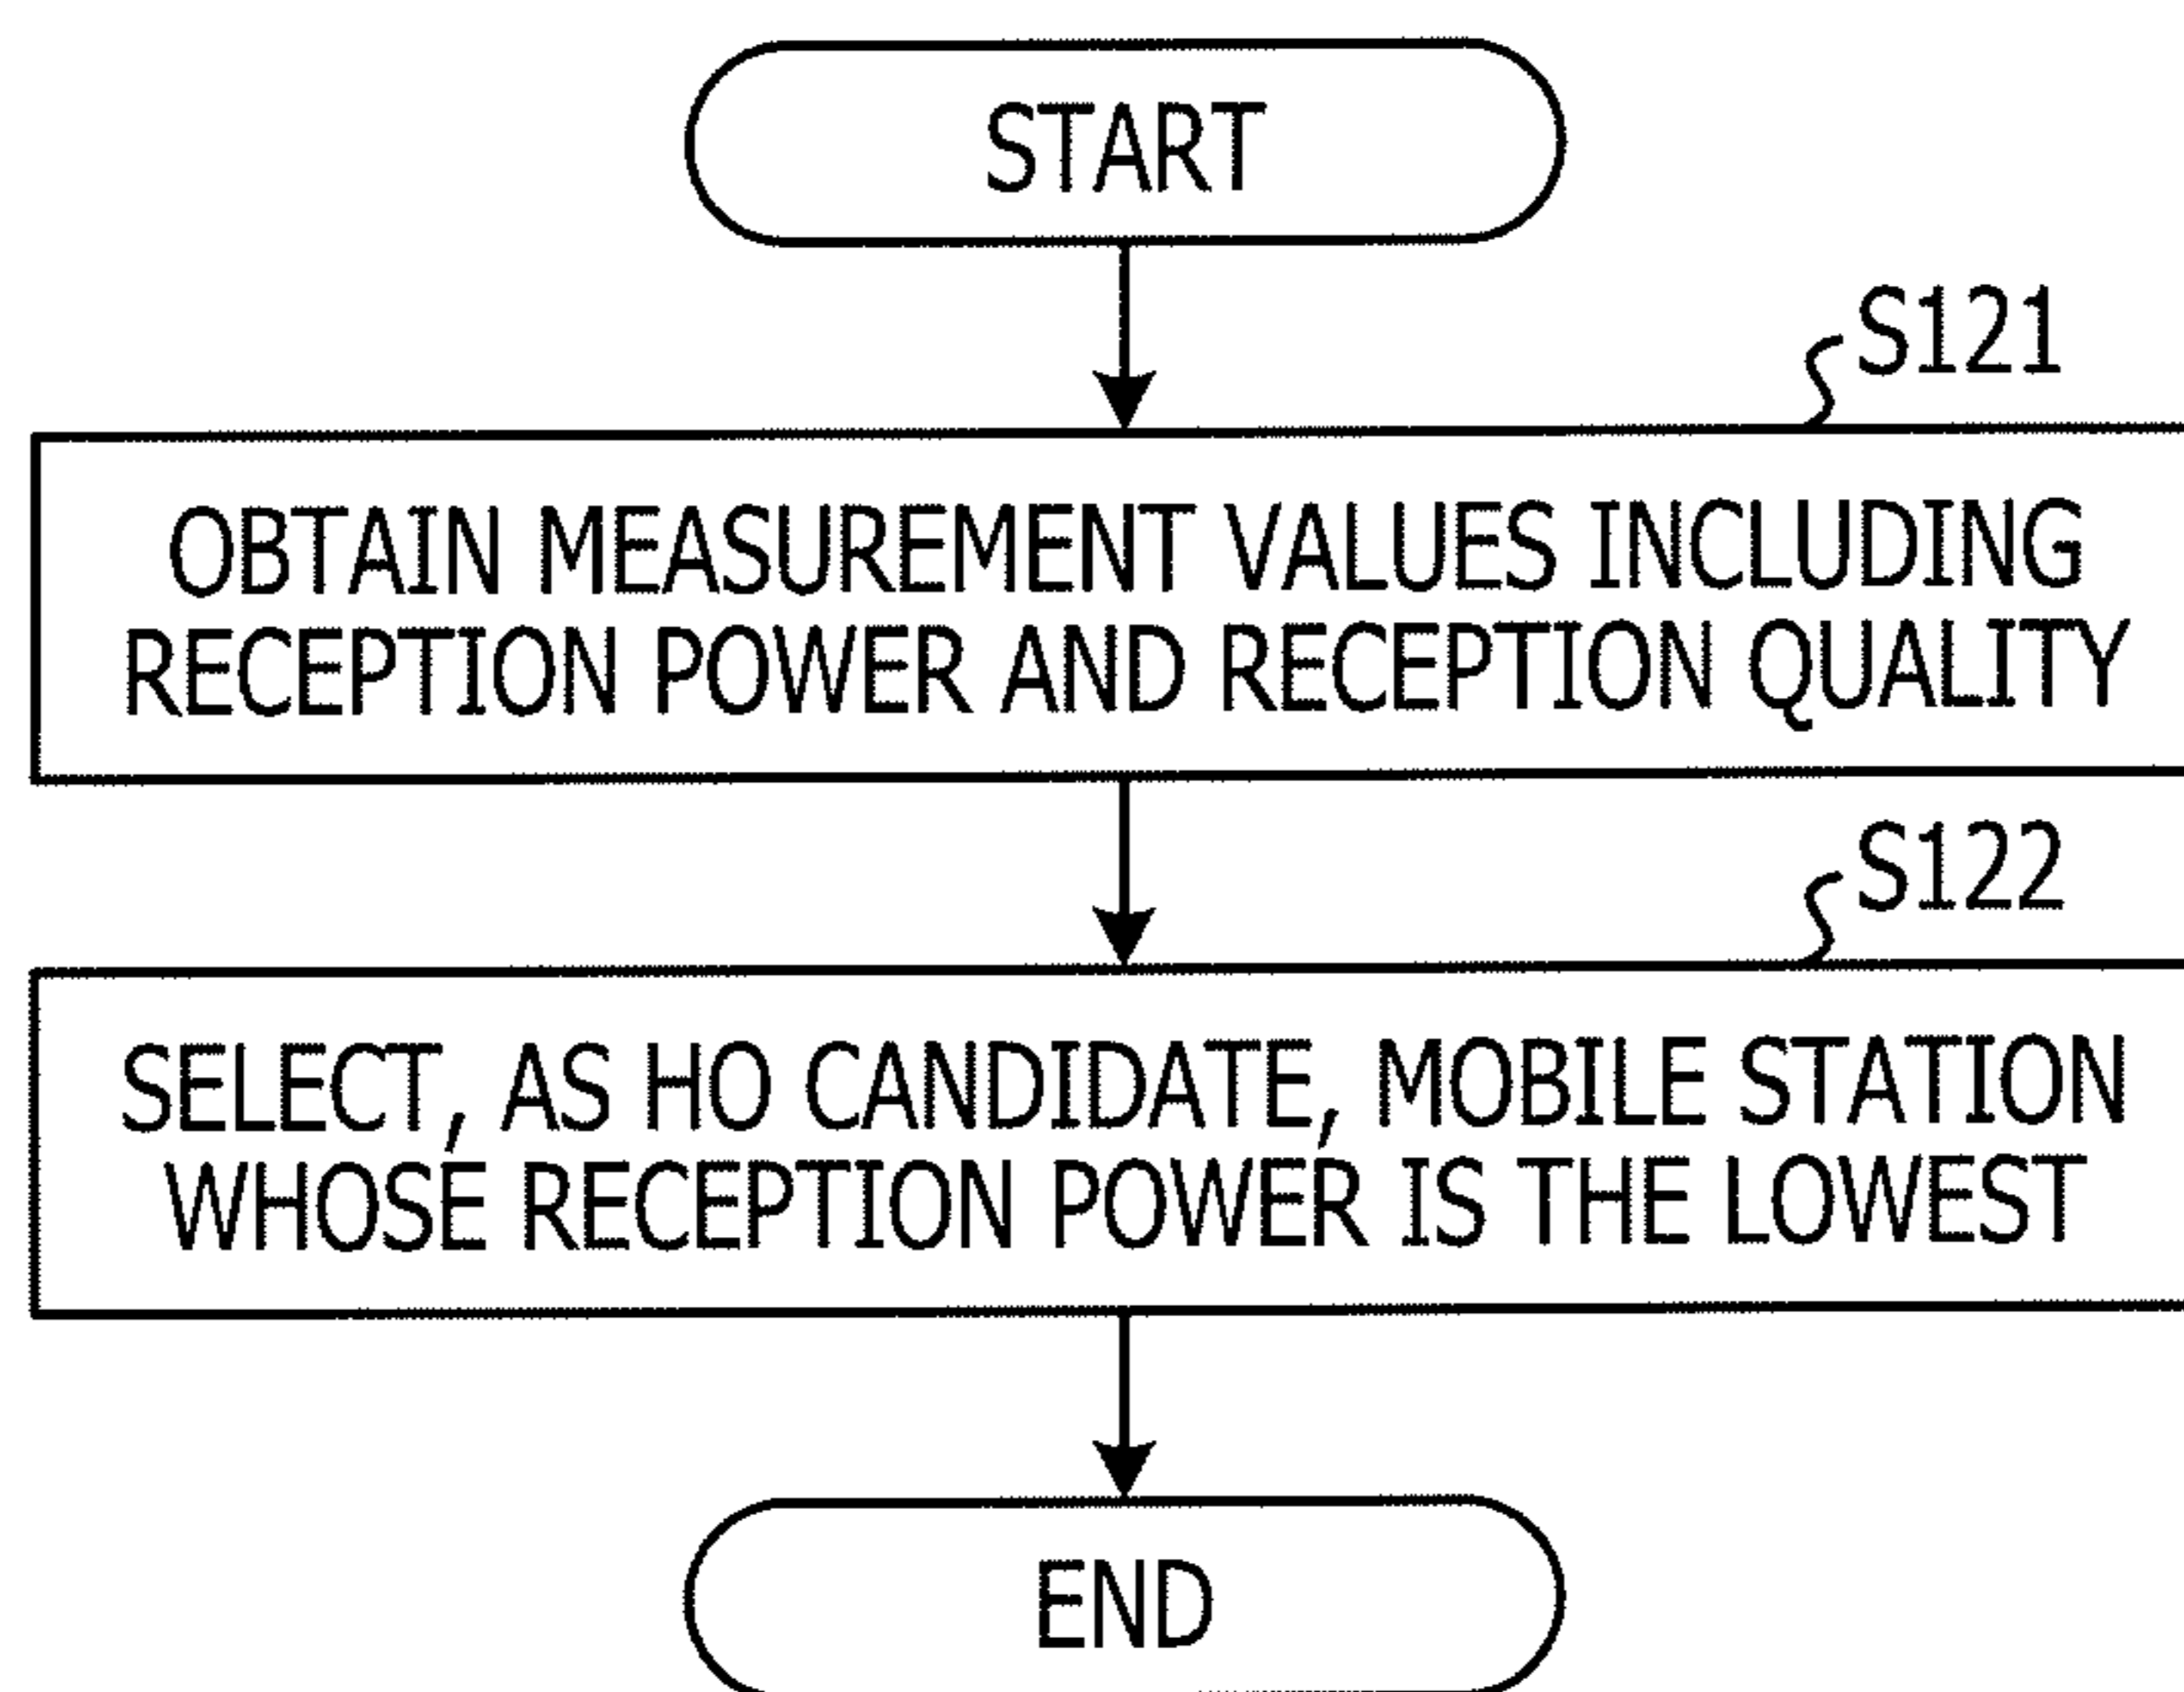 START
S121
OBTAIN MEASUREMENT VALUES INCLUDING
RECEPTION POWER AND RECEPTION QUALITY
S122
SELECT, AS HO CANDIDATE, MOBILE STATION
WHOSE RECEPTION POWER IS THE LOWEST
END